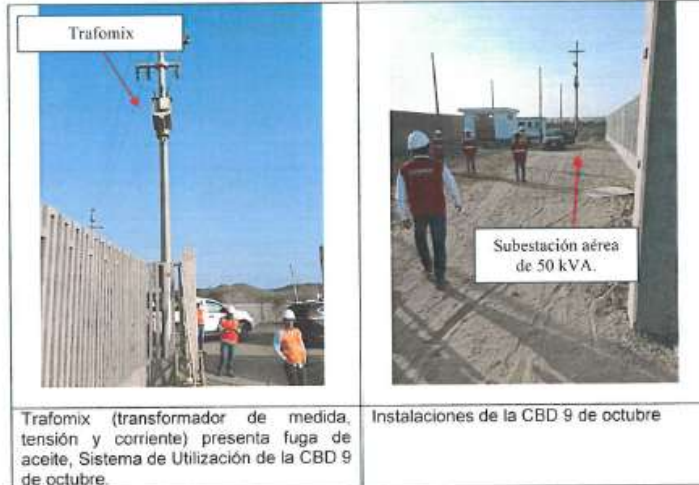 Trafomix
Subestación aérea
de 50 kVA.
Trafomix (transformador de medida,
tensión y corriente) presenta fuga de
aceite, Sistema de Utilización de la CBD 9
de octubre.
Instalaciones de la CBD 9 de octubre